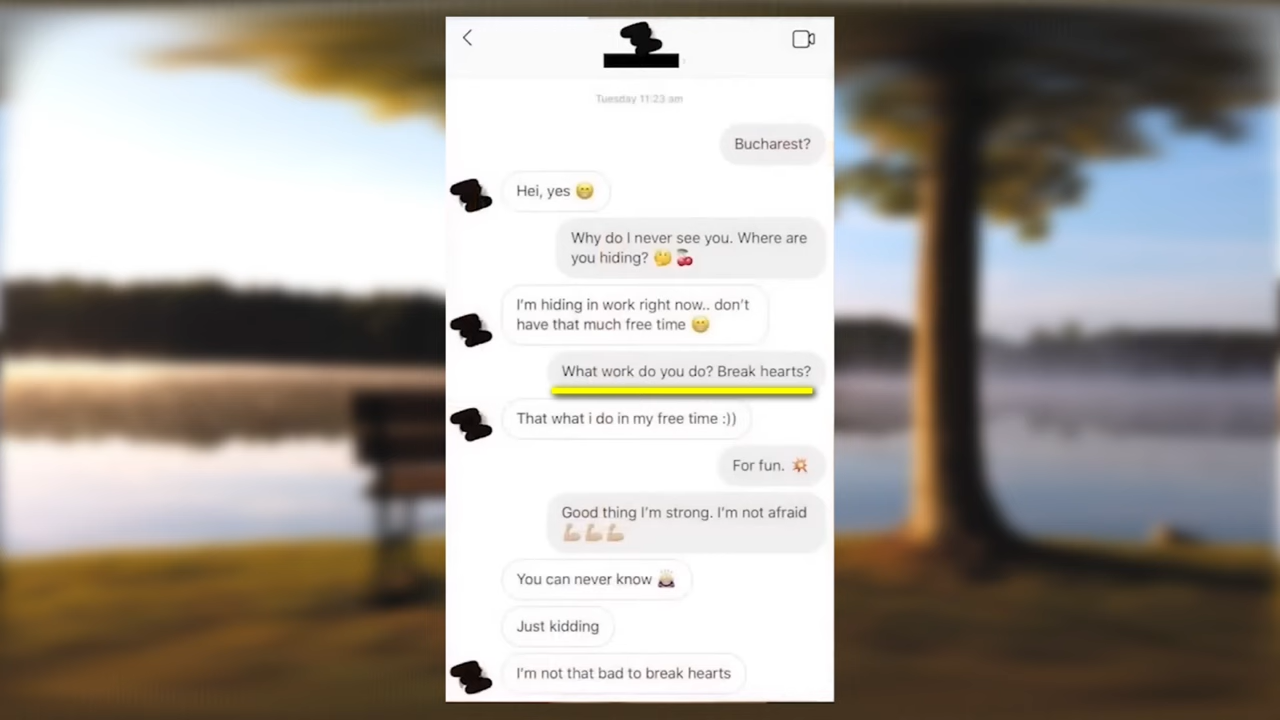 Tuesday 11:23 am
Bucharest?
Hei, yes 😁
Why do I never see you. Where are
you hiding? 🤔🍒
I'm hiding in work right now.. don't
have that much free time 😁
What work do you do? Break hearts?
That what i do in my free time :))
For fun. 💥
Good thing I'm strong. I'm not afraid
💪🏼💪🏼💪🏼
You can never know
Just kidding
I'm not that bad to break hearts